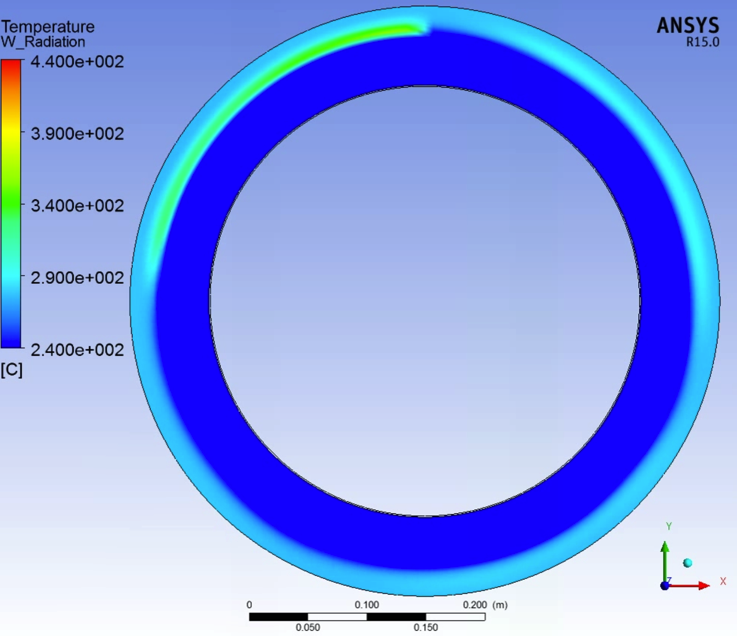 Temperature
W_Radiation
4.400e+002
3.900e+002
3.400e+002
2.900e+002
2.400e+002
[C]
ANSYS
R15.0
Y
X
Z
0 0.100 0.200 (m)
0.050 0.150